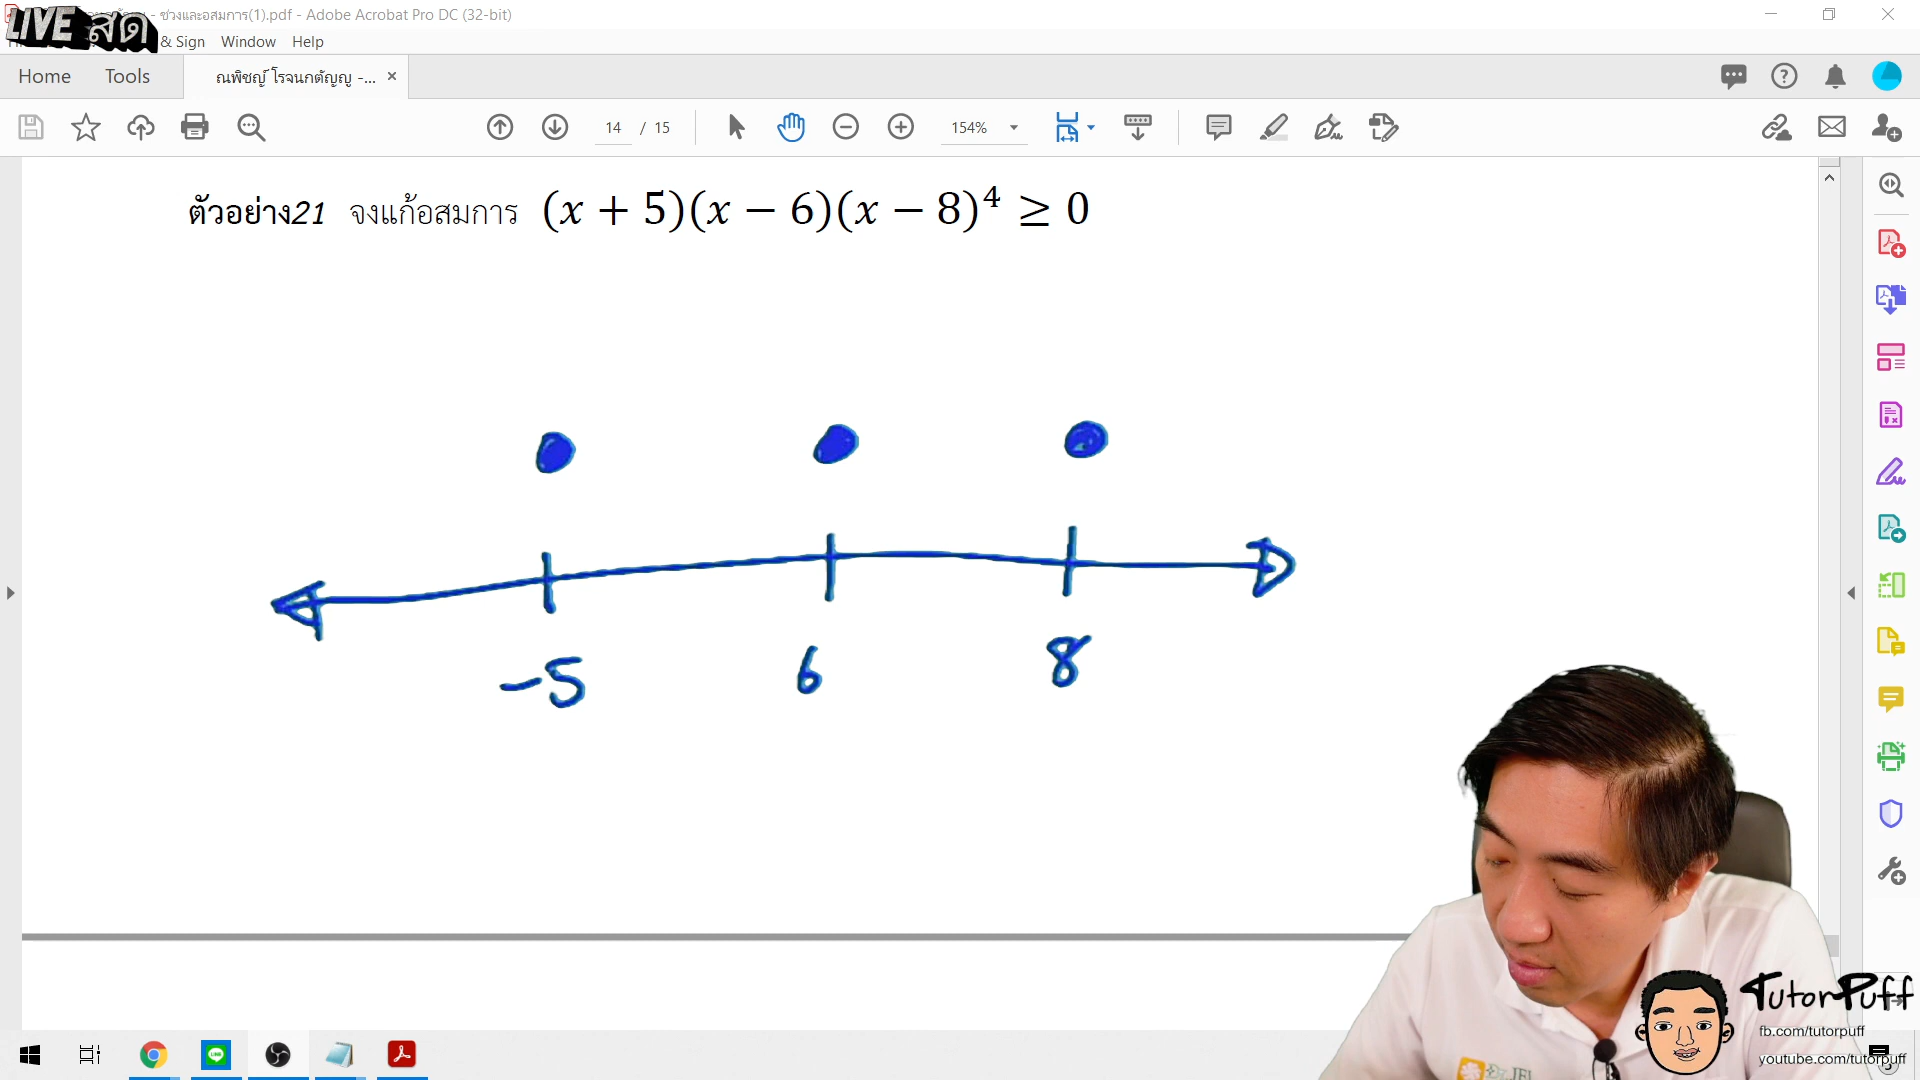 LIVE สด
- ช่วงและอสมการ(1).pdf - Adobe Acrobat Pro DC (32-bit)
& Sign Window Help
Home Tools ณพิชญ์ โรจนกตัญญู -... ×
14 / 15 154%
ตัวอย่าง21 จงแก้อสมการ (x + 5)(x − 6)(x − 8)⁴ ≥ 0
-5 6 8
TutorPuff
fb.com/tutorpuff
youtube.com/tutorpuff
LINE